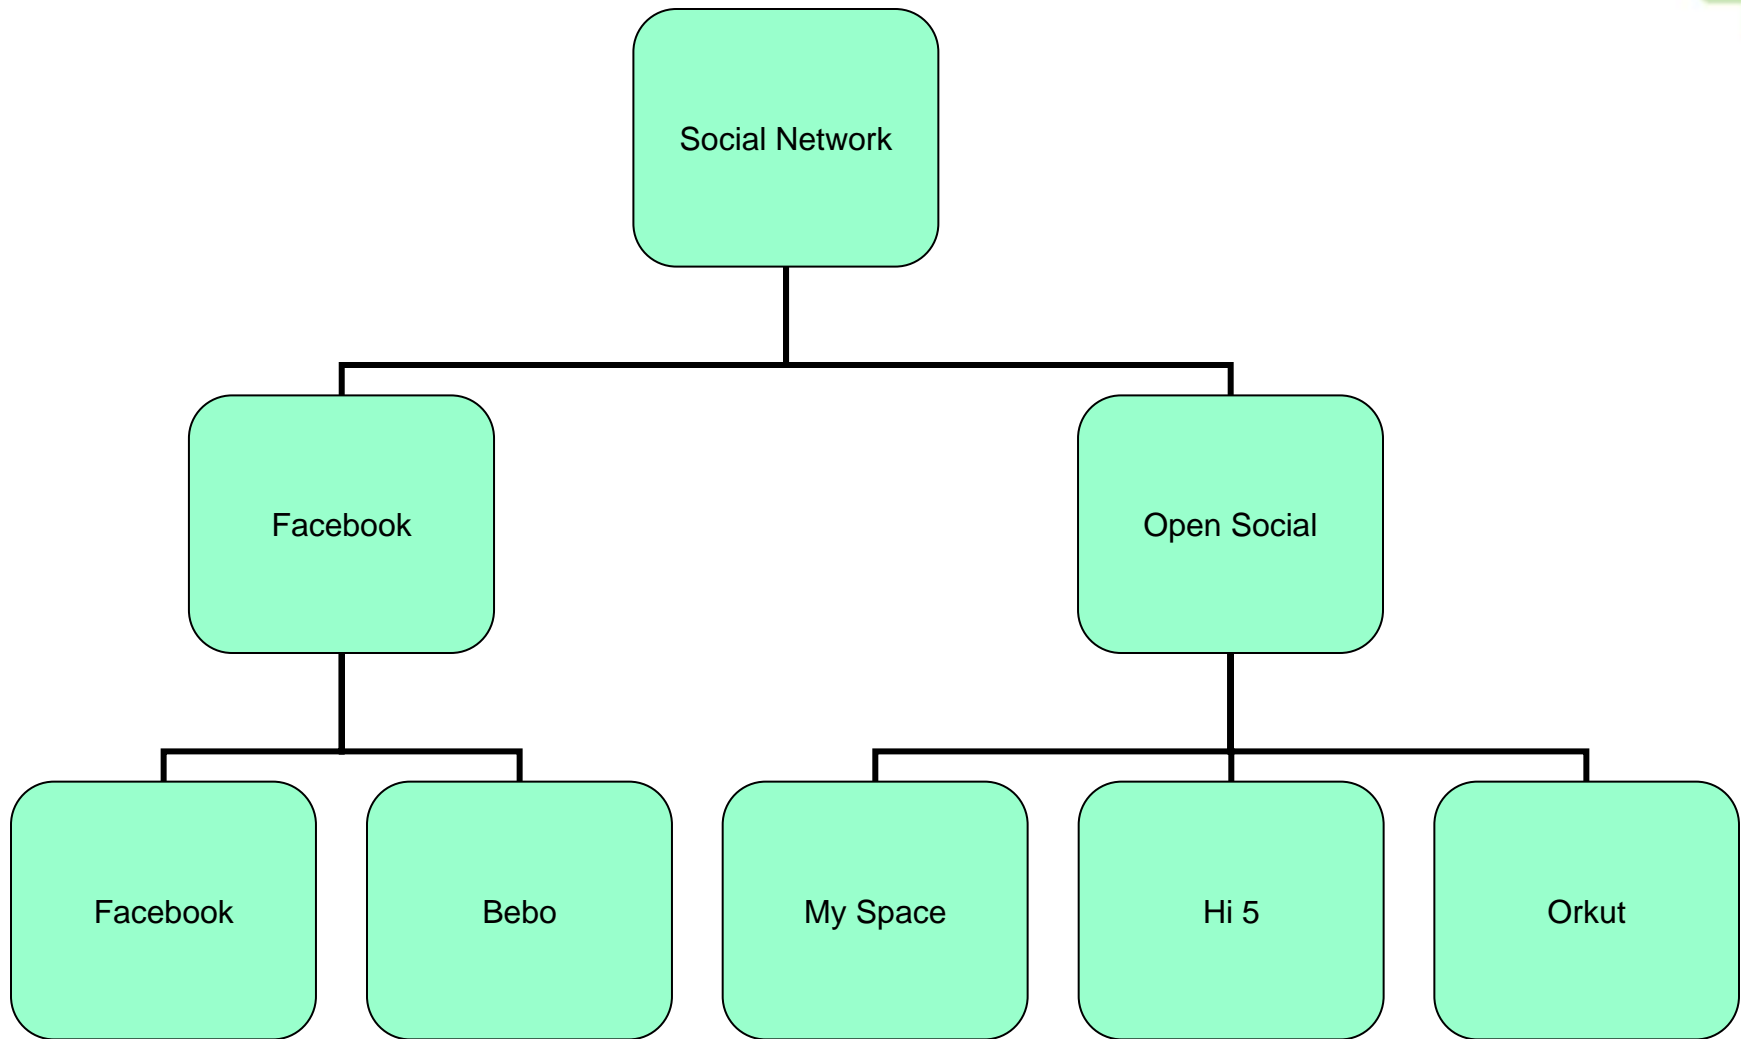 Social Network
Facebook
Open Social
Facebook
Bebo
My Space
Hi 5
Orkut